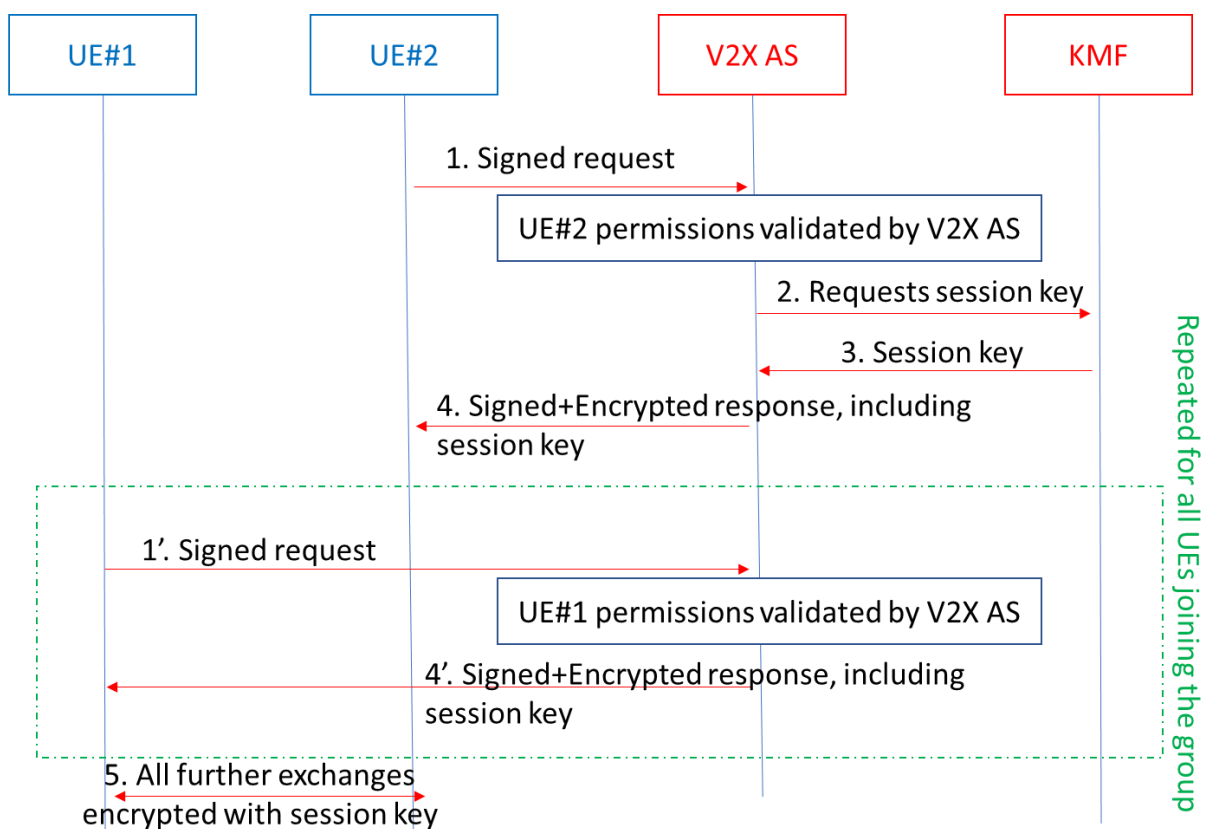 UE#1
UE#2
V2X AS
KMF
1. Signed request
UE#2 permissions validated by V2X AS
2. Requests session key
3. Session key
4. Signed+Encrypted response, including
session key
Repeated for all UEs joining the group
1’. Signed request
UE#1 permissions validated by V2X AS
4’. Signed+Encrypted response, including
session key
5. All further exchanges
encrypted with session key